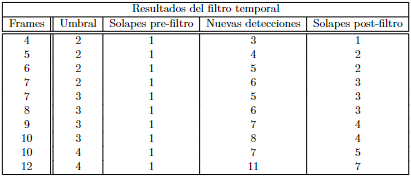 Resultados del filtro temporal
Frames Umbral Solapes pre-filtro Nuevas detecciones Solapes post-filtro
4 2 1 3 1
5 2 1 4 2
6 2 1 5 2
7 2 1 6 3
7 3 1 5 3
8 3 1 6 3
9 3 1 7 4
10 3 1 8 4
10 4 1 7 5
12 4 1 11 7